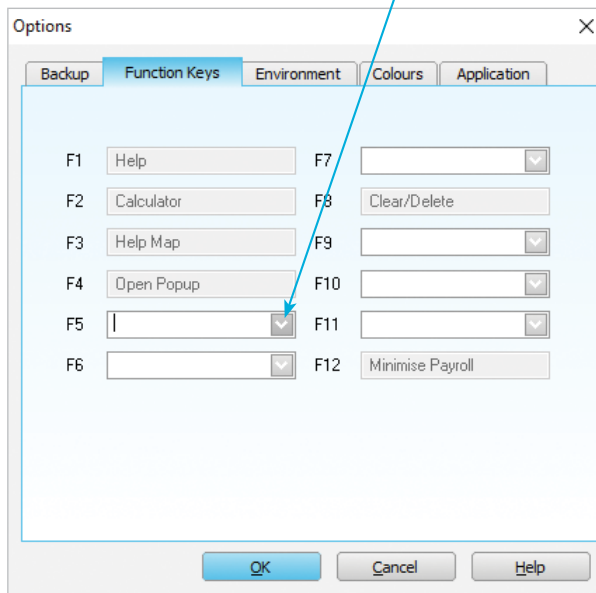 Options
Backup Function Keys Environment Colours Application
F1 Help F7
F2 Calculator F8 Clear/Delete
F3 Help Map F9
F4 Open Popup F10
F5 F11
F6 F12 Minimise Payroll
OK Cancel Help